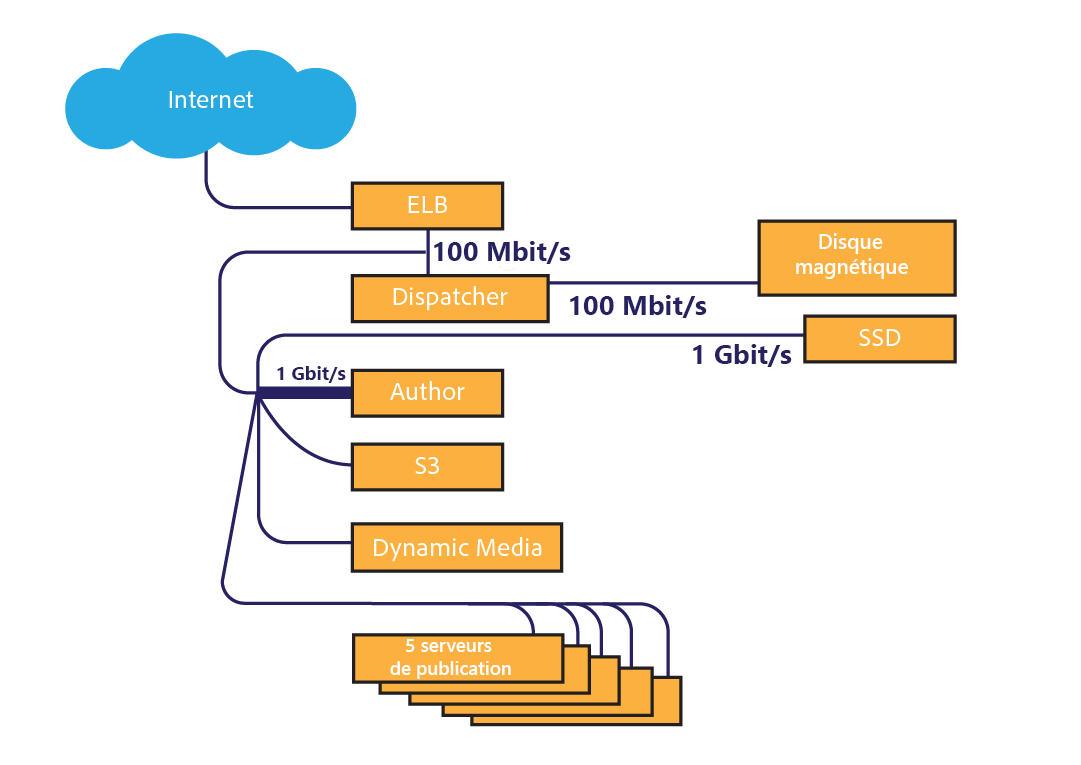 Internet
ELB
100 Mbit/s
Disque
magnétique
Dispatcher
100 Mbit/s
SSD
1 Gbit/s
1 Gbit/s
Author
S3
Dynamic Media
5 serveurs
de publication